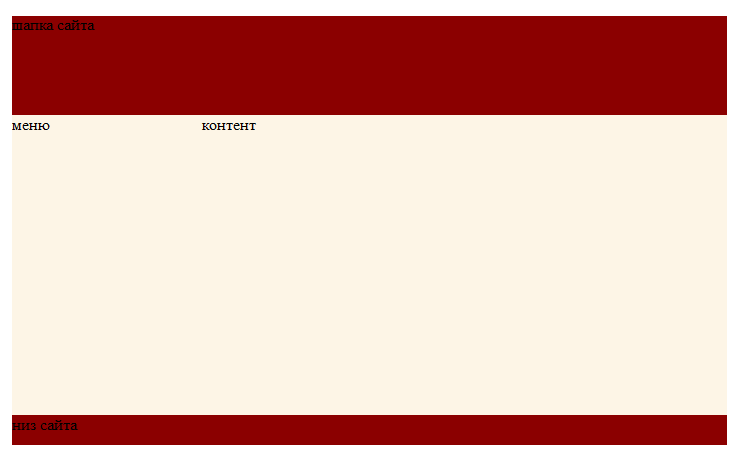 шапка сайта
меню
контент
низ сайта